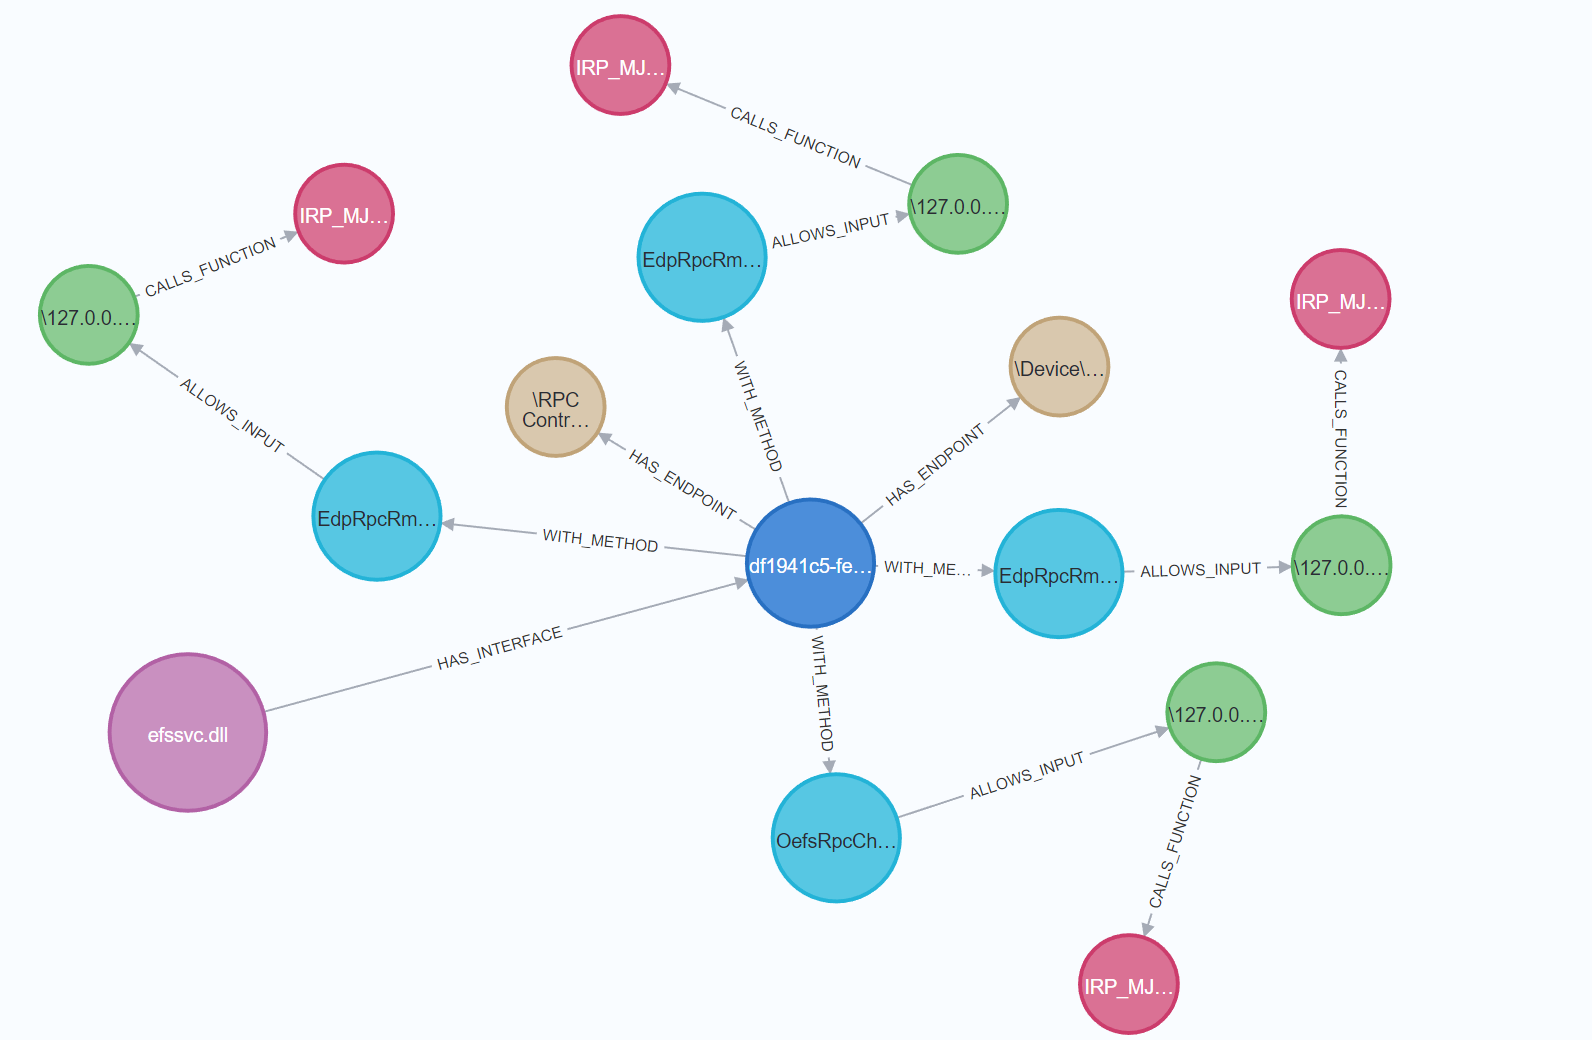 IRP_MJ...
CALLS_FUNCTION
\127.0.0....
ALLOWS_INPUT
EdpRpcRm...
IRP_MJ...
CALLS_FUNCTION
\127.0.0....
ALLOWS_INPUT
EdpRpcRm...
WITH_METHOD
WITH_METHOD
\RPC
Contr...
HAS_ENDPOINT
\Device\...
HAS_ENDPOINT
IRP_MJ...
CALLS_FUNCTION
\127.0.0....
ALLOWS_INPUT
EdpRpcRm...
WITH_ME...
df1941c5-fe...
HAS_INTERFACE
efssvc.dll
WITH_METHOD
OefsRpcCh...
ALLOWS_INPUT
\127.0.0....
CALLS_FUNCTION
IRP_MJ...